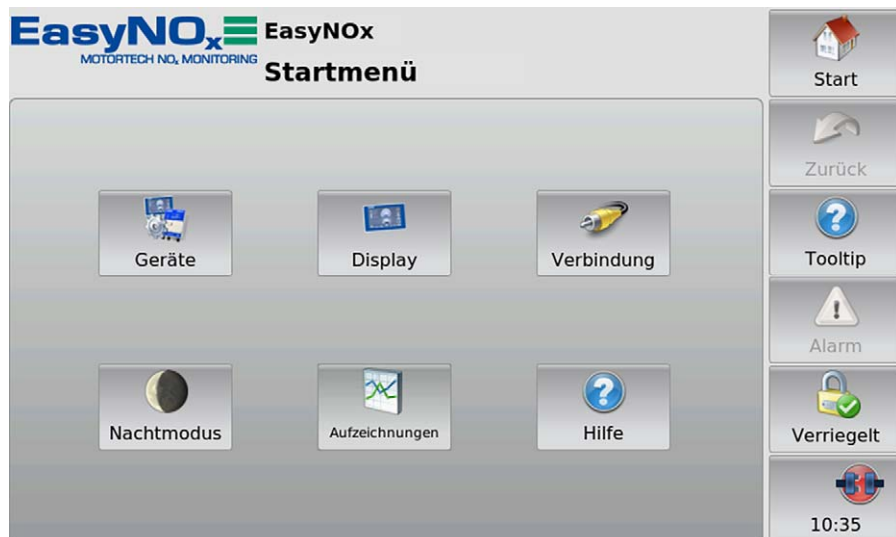 EasyNOx
MOTORTECH NOx MONITORING
EasyNOx
Startmenü
Start
Zurück
Tooltip
Alarm
Verriegelt
10:35
Geräte
Display
Verbindung
Nachtmodus
Aufzeichnungen
Hilfe